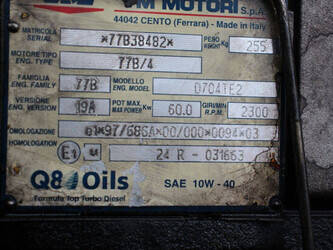 M MOTORI S.p.A.
44042 CENTO (Ferrara) - Made in Italy
MATRICOLA SERIAL *77B38482* PESO WEIGHT Kg 255
MOTORE TIPO ENG. TYPE 77B/4
FAMIGLIA ENG. FAMILY 77B MODELLO ENG. MODEL D704TE2
VERSIONE ENG. VERSION 19A POT MAX. MAX POWER Kw 60.0 GIRI/MIN R.P.M. 2300
OMOLOGAZIONE HOMOLOGATION e1*97/68GA*00/000*0094*03
E1 24 R - 031663
Q8 Oils SAE 10W - 40
Formula Top Turbo Diesel